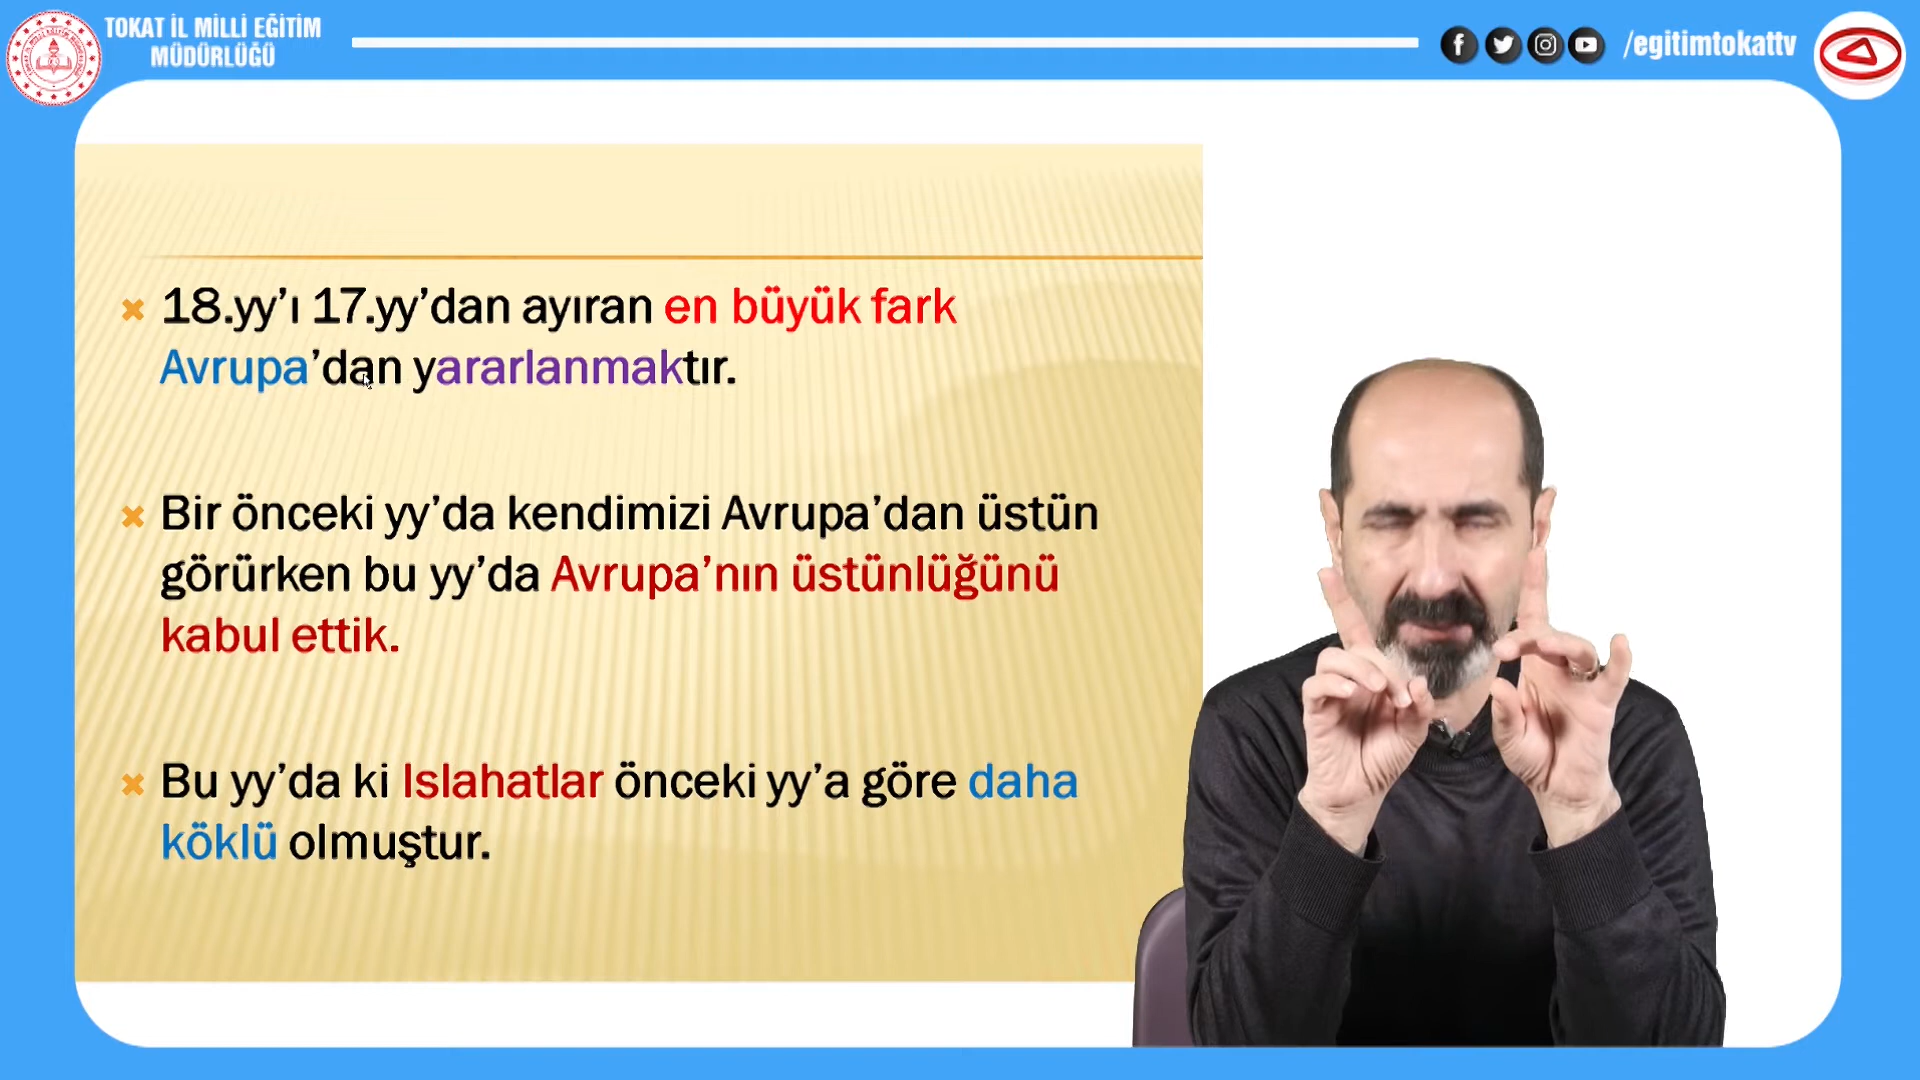 TOKAT İL MİLLİ EĞİTİM
MÜDÜRLÜĞÜ
/egitimtokattv
18.yy’ı 17.yy’dan ayıran en büyük fark
Avrupa’dan yararlanmaktır.
Bir önceki yy’da kendimizi Avrupa’dan üstün
görürken bu yy’da Avrupa’nın üstünlüğünü
kabul ettik.
Bu yy’da ki Islahatlar önceki yy’a göre daha
köklü olmuştur.